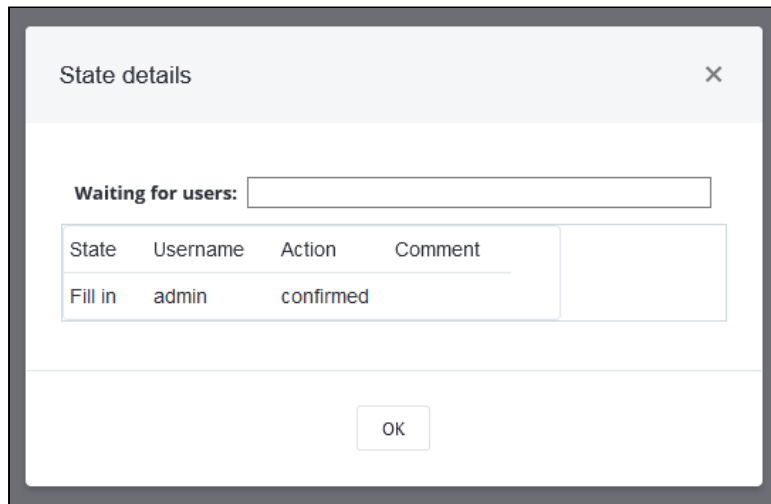 State details
Waiting for users:
State Username Action Comment
Fill in admin confirmed
OK